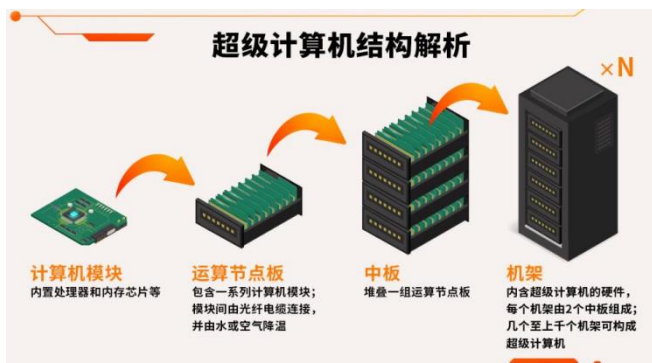 超级计算机结构解析
×N
计算机模块
内置处理器和内存芯片等
运算节点板
包含一系列计算机模块；
模块间由光纤电缆连接，
并由水或空气降温
中板
堆叠一组运算节点板
机架
内含超级计算机的硬件，
每个机架由2个中板组成；
几个至上千个机架可构成
超级计算机